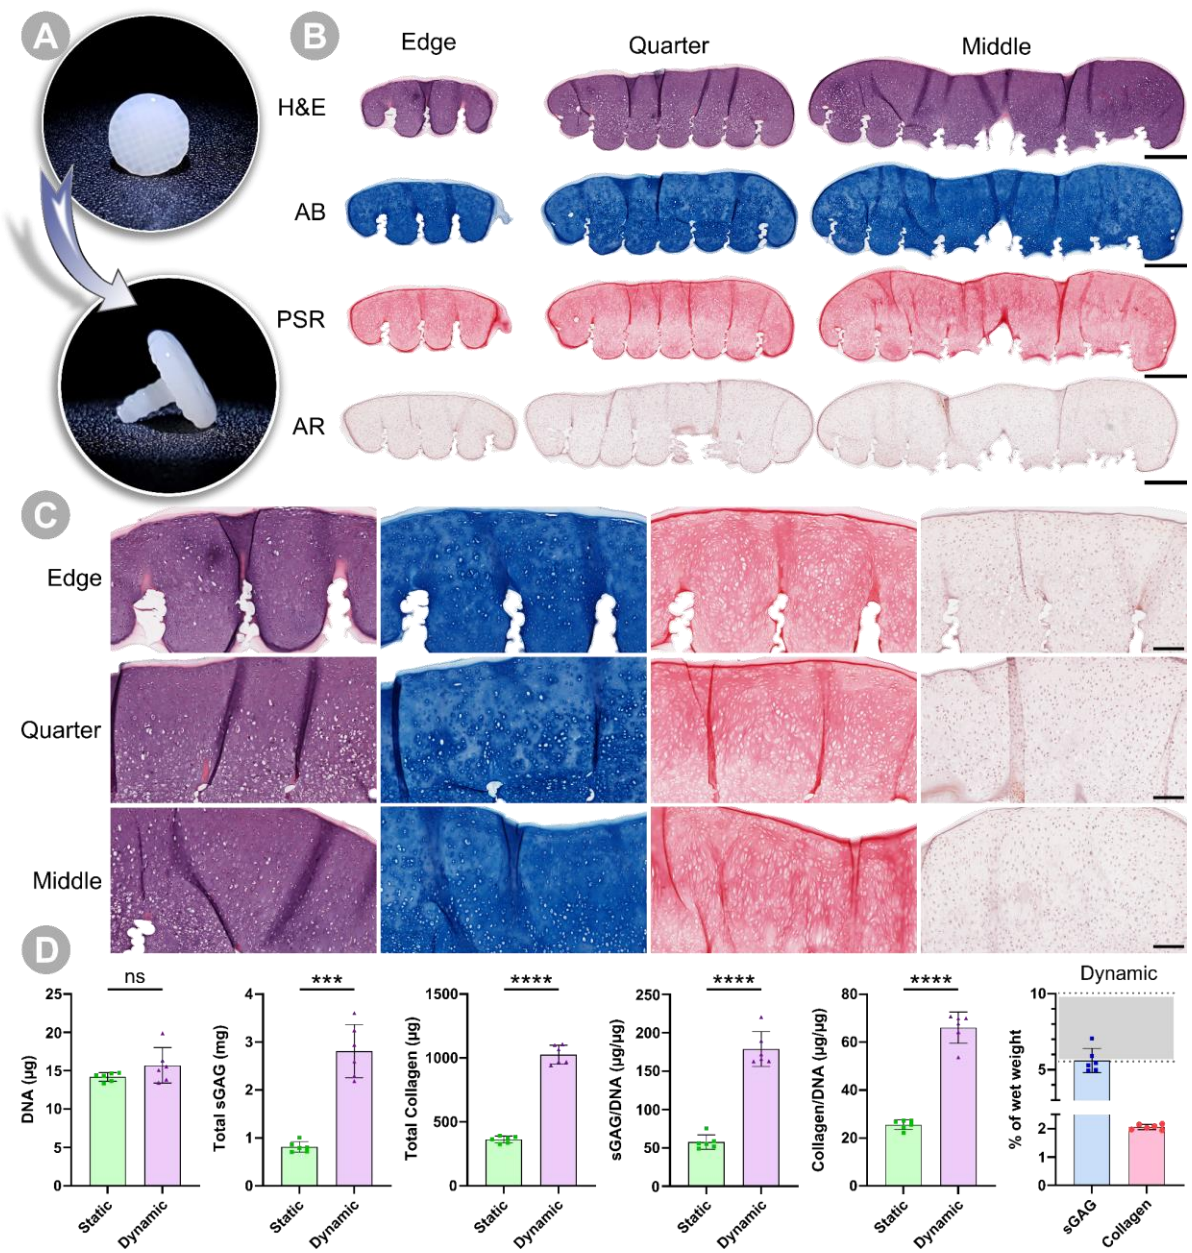 A
B
Edge Quarter Middle
H&E
AB
PSR
AR
C
Edge
Quarter
Middle
D
ns
DNA (µg)
25
20
15
10
5
0
Static Dynamic
***
Total sGAG (mg)
4
3
2
1
0
Static Dynamic
****
Total Collagen (µg)
1500
1000
500
0
Static Dynamic
****
sGAG/DNA (µg/µg)
250
200
150
100
50
0
Static Dynamic
****
Collagen/DNA (µg/µg)
80
60
40
20
0
Static Dynamic
Dynamic
% of wet weight
10
5
2
1
0
sGAG Collagen